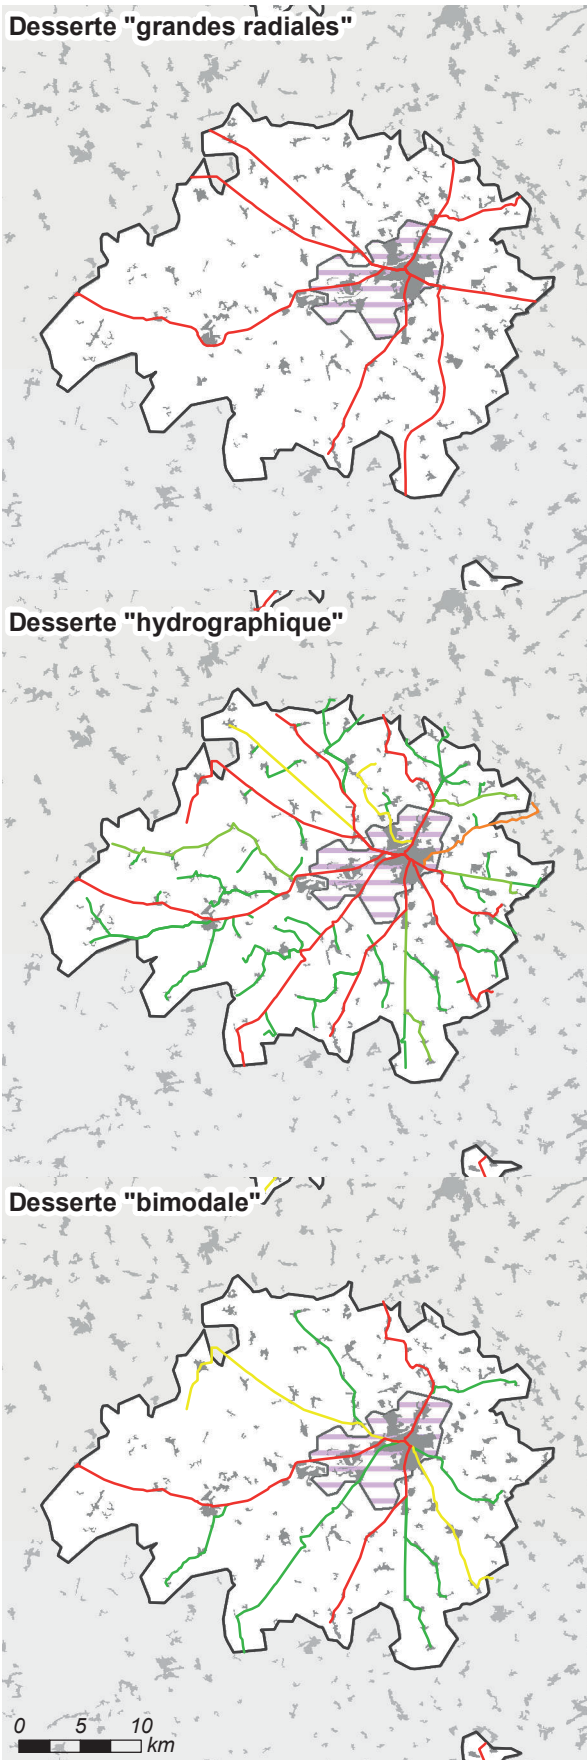 Desserte "grandes radiales"
Desserte "hydrographique"
Desserte "bimodale"
0 5 10
km